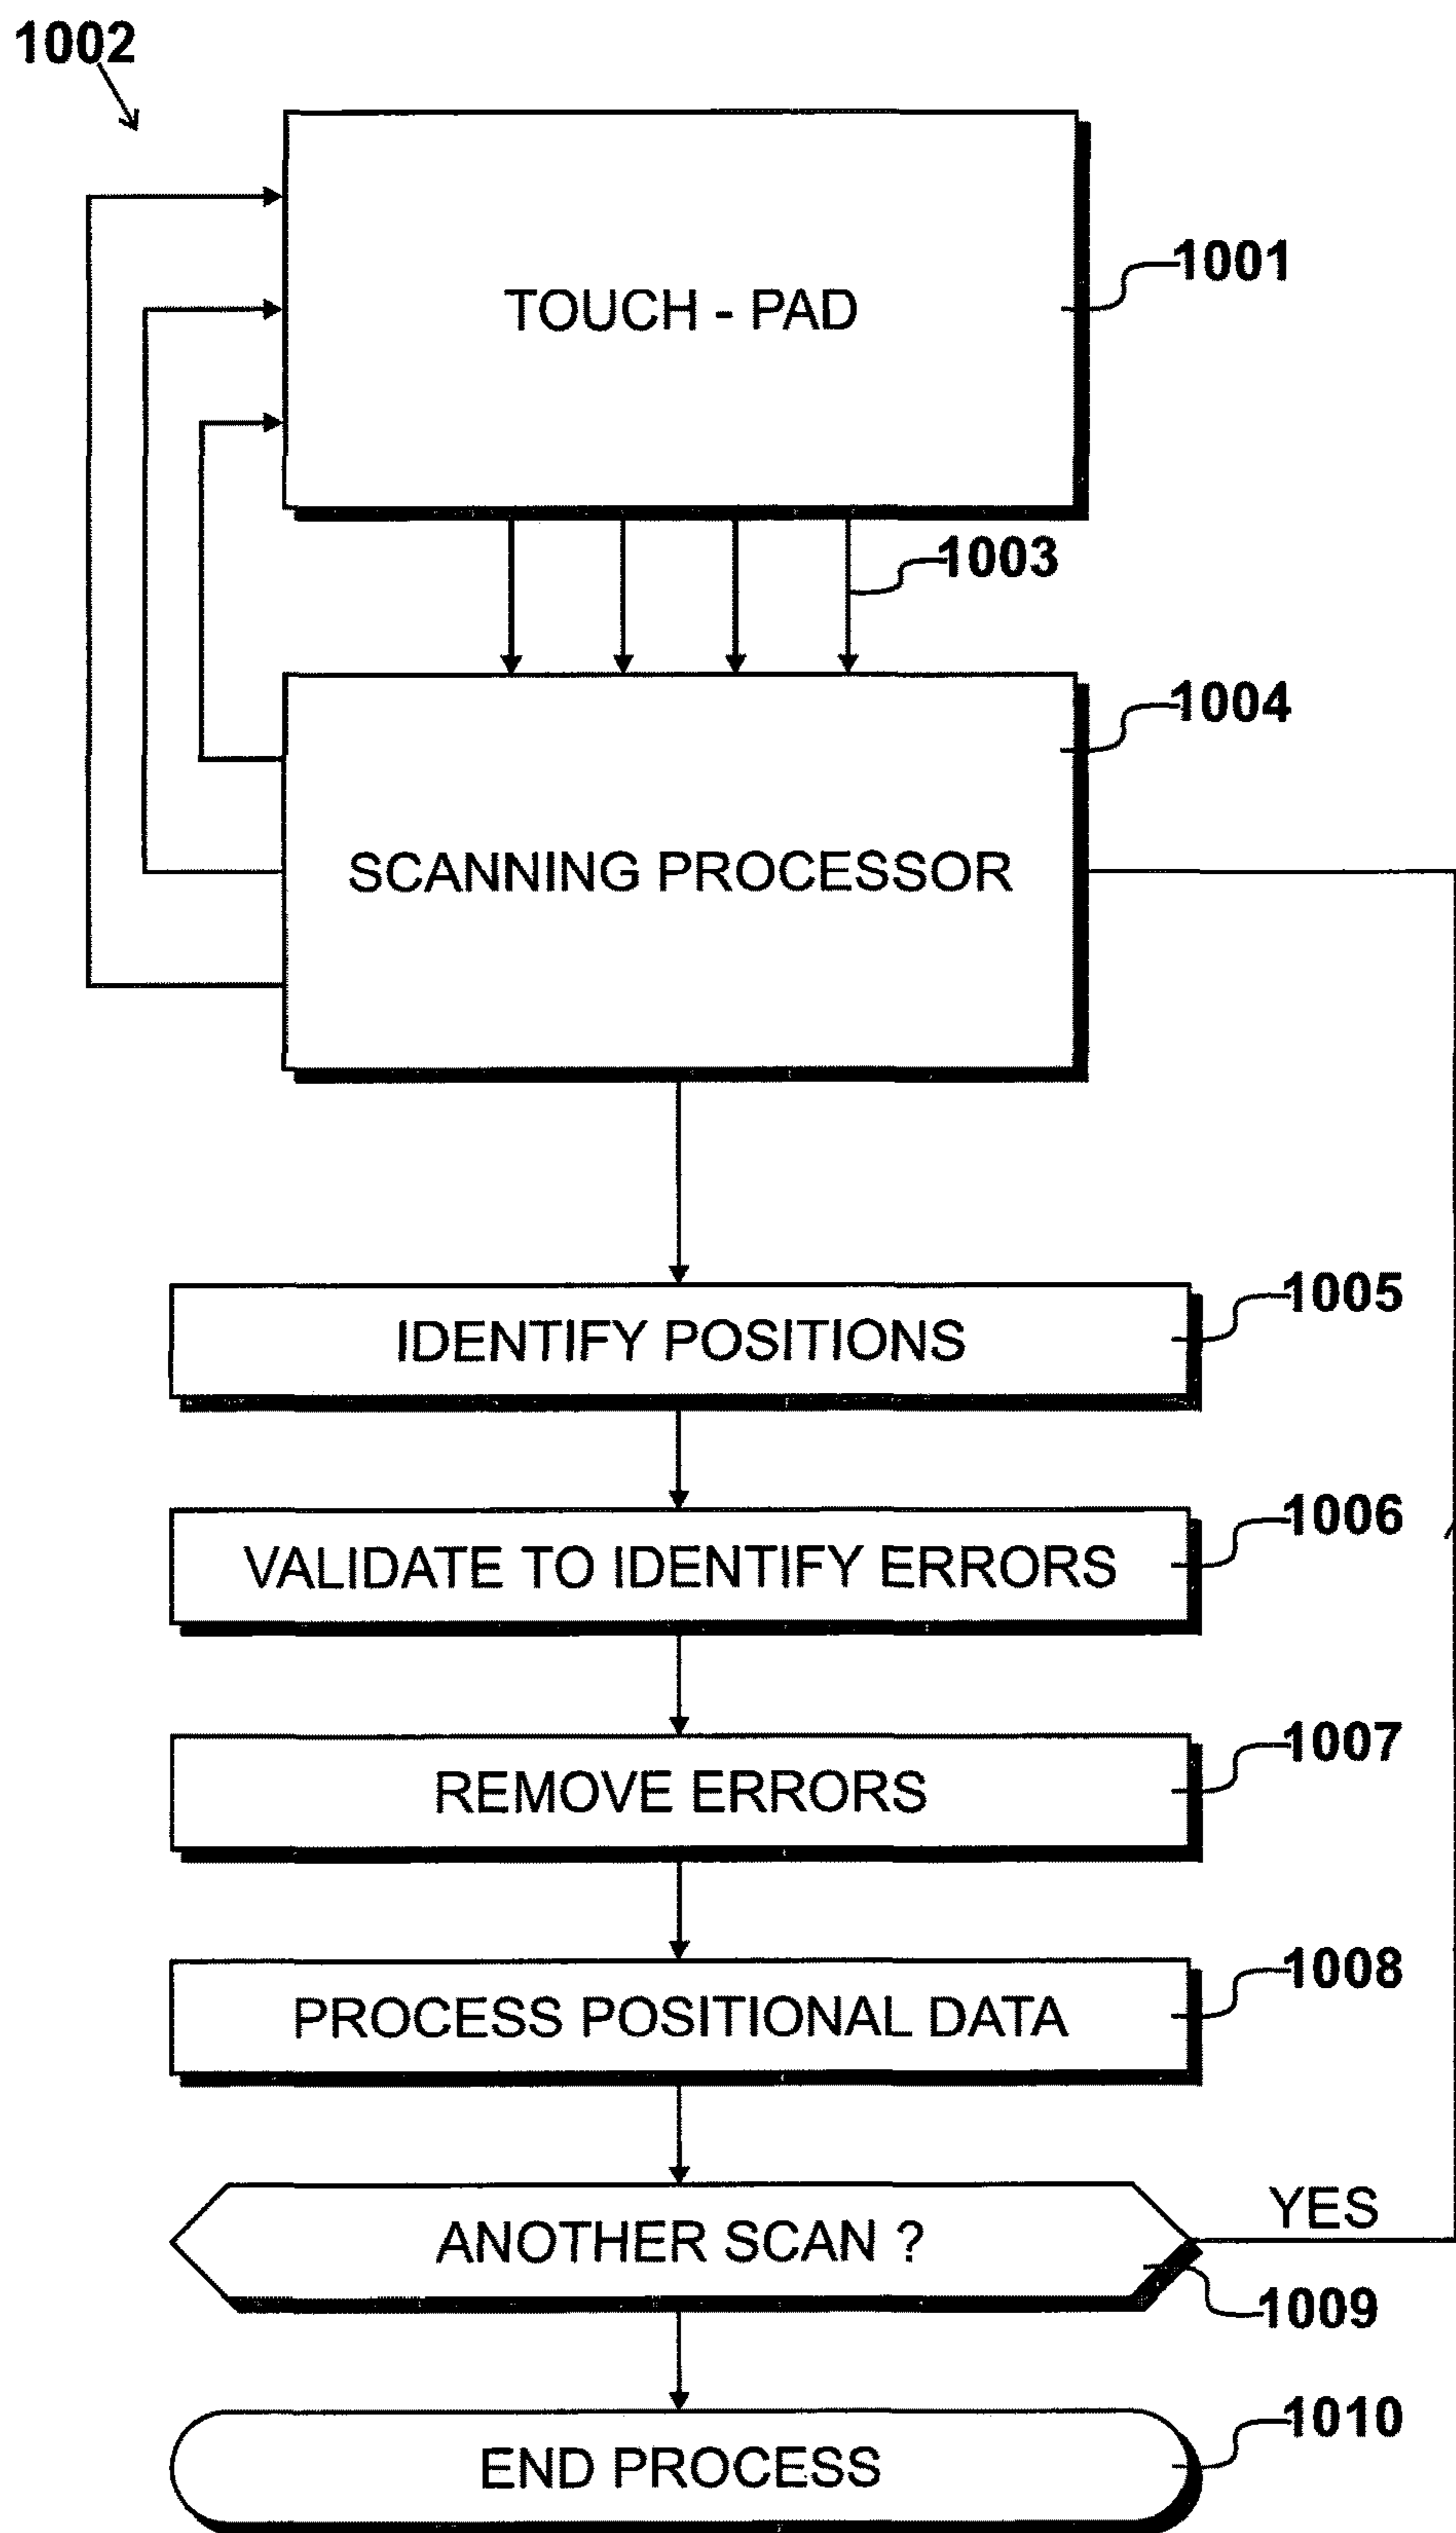 1002
TOUCH - PAD
1001
1003
1004
SCANNING PROCESSOR
1005
IDENTIFY POSITIONS
1006
VALIDATE TO IDENTIFY ERRORS
1007
REMOVE ERRORS
1008
PROCESS POSITIONAL DATA
YES
ANOTHER SCAN ?
1009
1010
END PROCESS